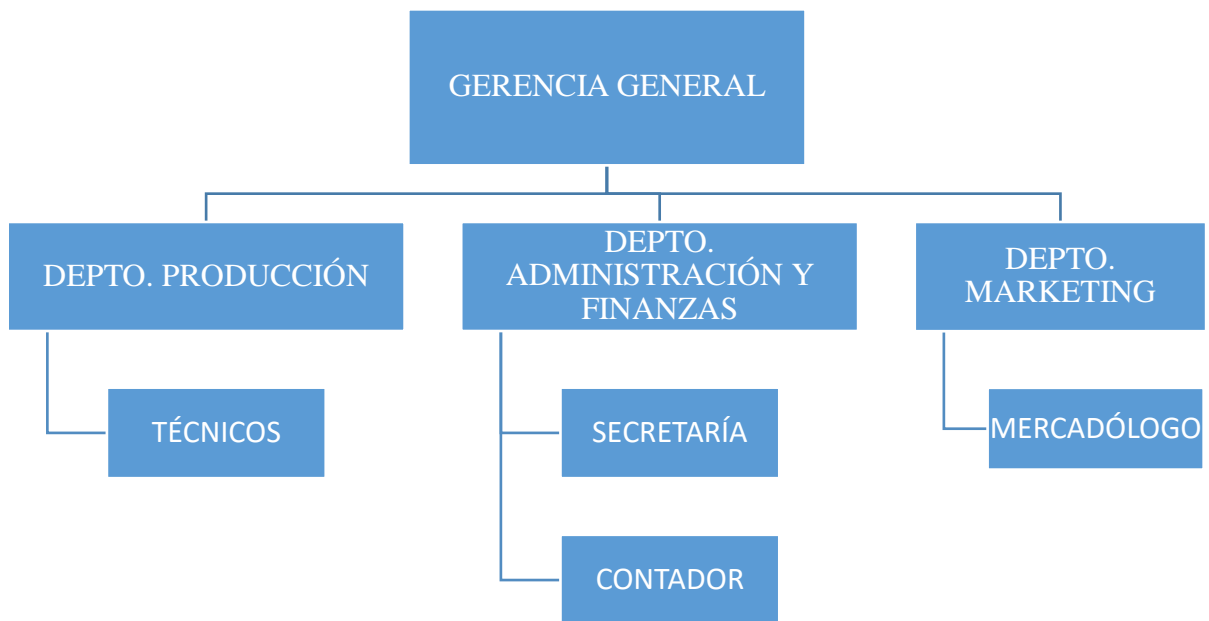 GERENCIA GENERAL
DEPTO. PRODUCCIÓN
DEPTO.
ADMINISTRACIÓN Y
FINANZAS
DEPTO.
MARKETING
TÉCNICOS
SECRETARÍA
MERCADÓLOGO
CONTADOR